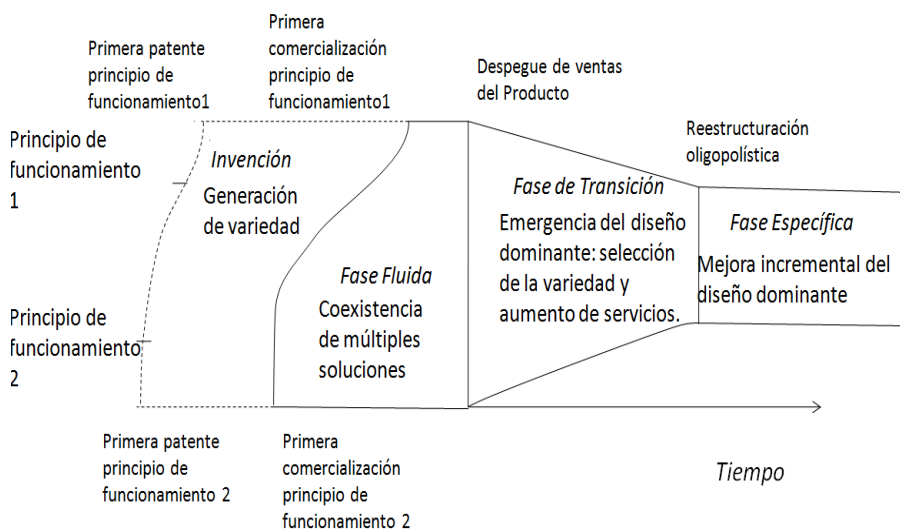 Primera patente
principio de
funcionamiento1
Primera
comercialización
principio de
funcionamiento1
Despegue de ventas
del Producto
Reestructuración
oligopolística
Principio de
funcionamiento
1
Invención
Generación
de variedad
Fase de Transición
Emergencia del diseño
dominante: selección
de la variedad y
aumento de servicios.
Fase Específica
Mejora incremental del
diseño dominante
Fase Fluida
Coexistencia
de múltiples
soluciones
Principio de
funcionamiento
2
Primera patente
principio de
funcionamiento 2
Primera
comercialización
principio de
funcionamiento 2
Tiempo